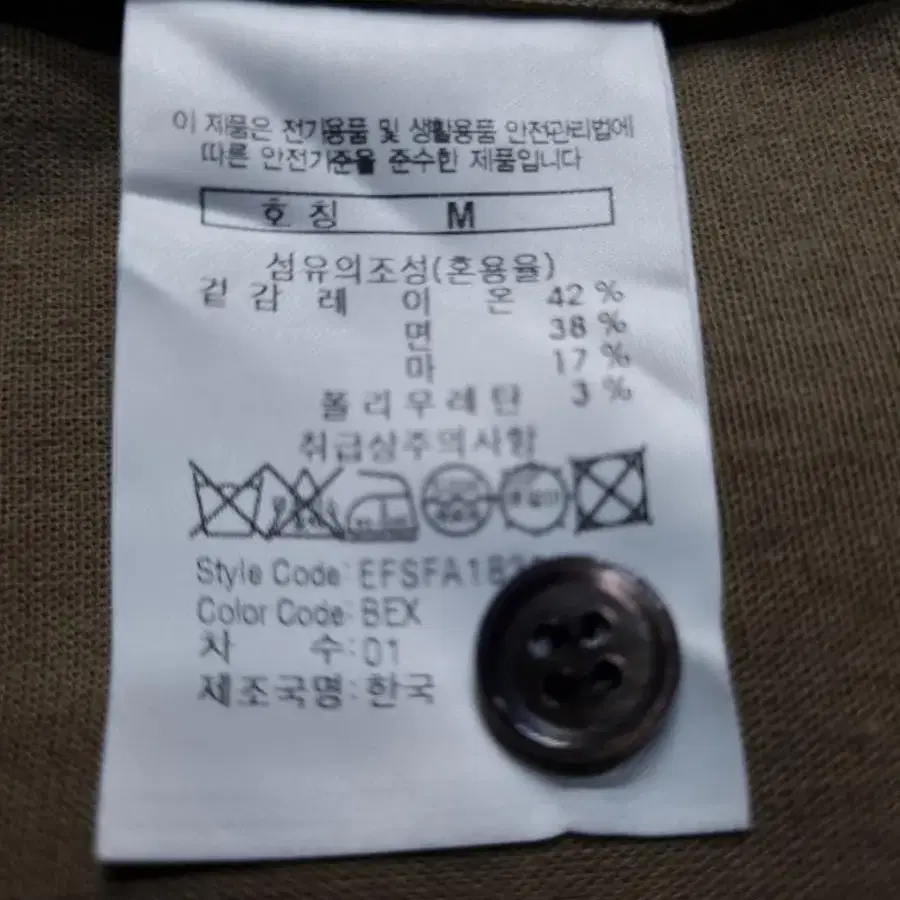 이 제품은 전기용품 및 생활용품 안전관리법에
따른 안전기준을 준수한 제품입니다
호 칭 M
섬유의조성(혼용율)
겉 감 레 이 온 42 %
면 38 %
마 17 %
폴 리 우 레 탄 3 %
취급상주의사항
Style Code: EFSFA1B
Color Code: BEX
차 수: 01
제조국명: 한국